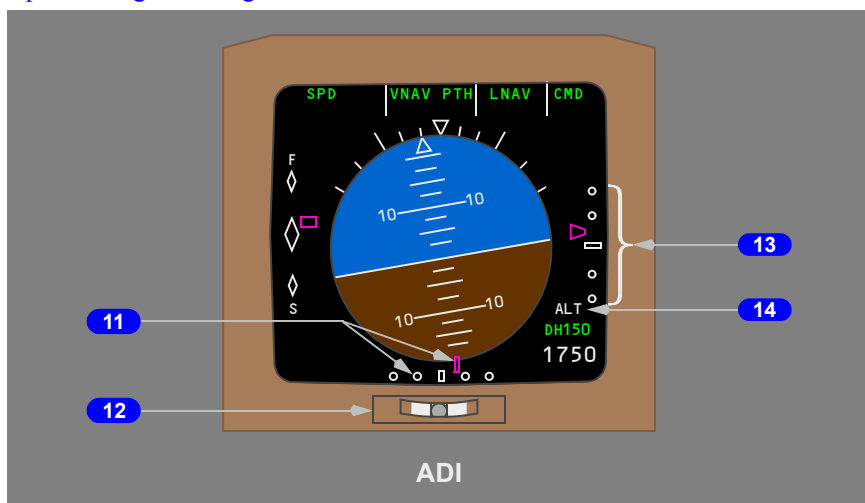 SPD VNAV PTH LNAV CMD
F
10 10
13
S
ALT 14
10 10
11
DH150
1750
12
ADI